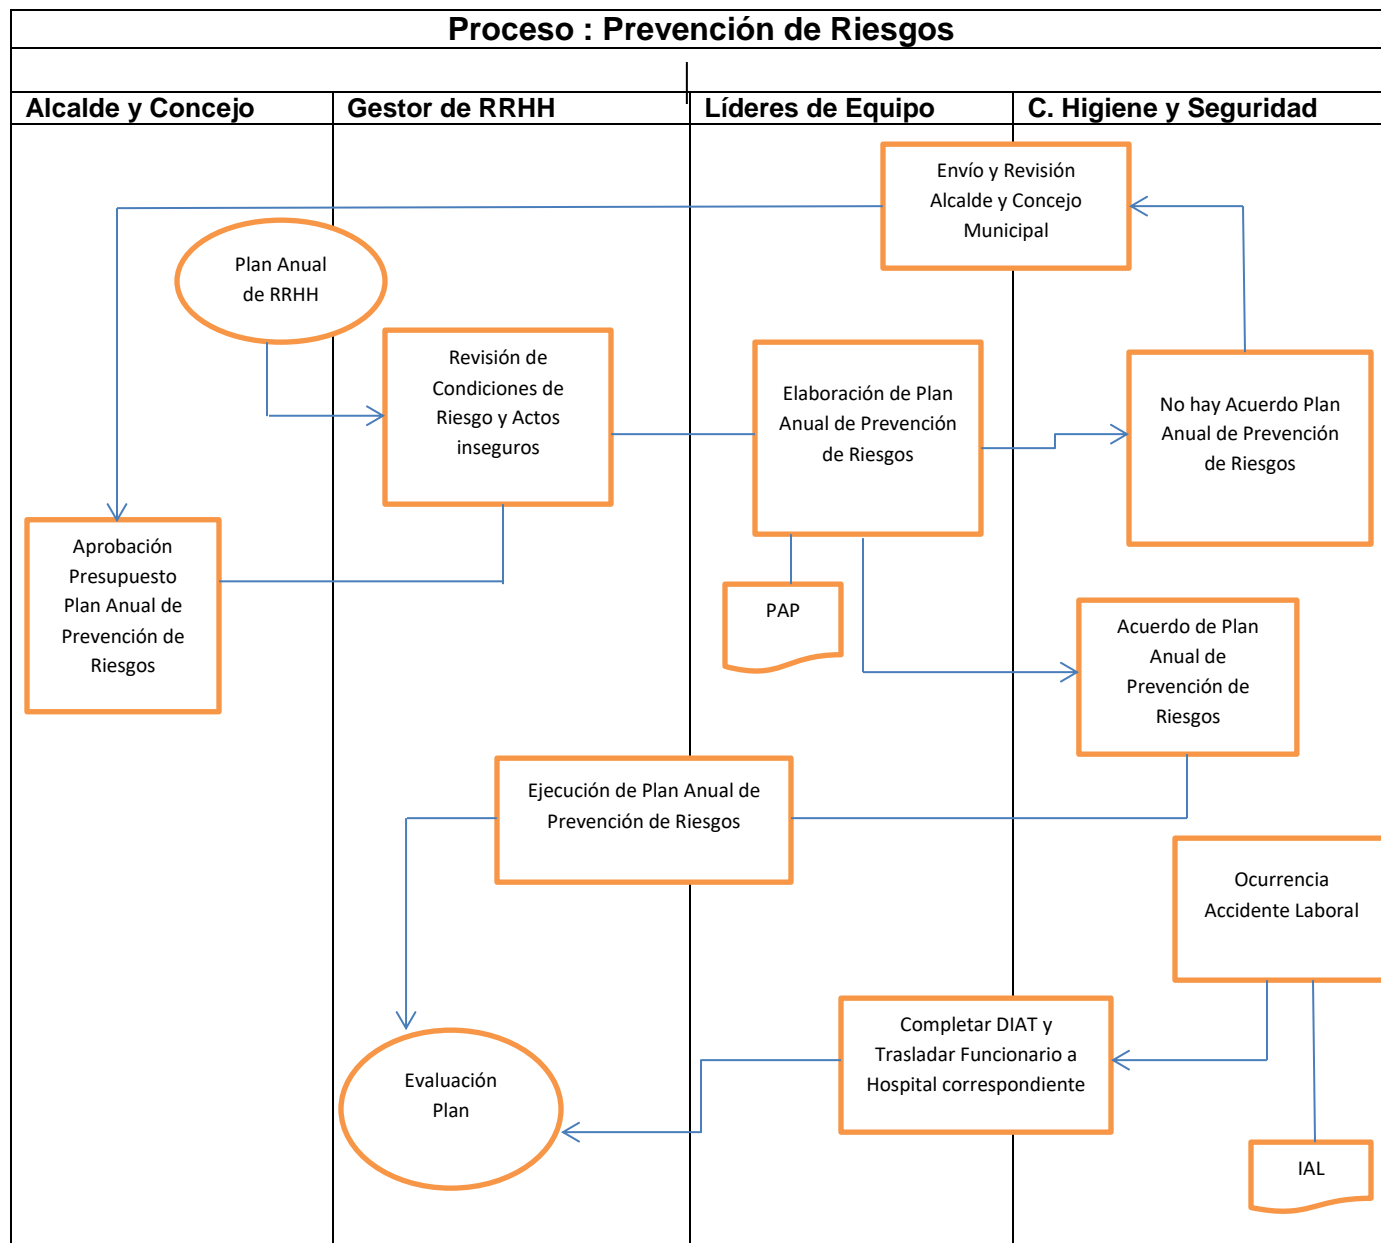 Proceso : Prevención de Riesgos
Alcalde y Concejo
Gestor de RRHH
Líderes de Equipo
C. Higiene y Seguridad
Envío y Revisión
Alcalde y Concejo
Municipal
Plan Anual
de RRHH
Revisión de
Condiciones de
Riesgo y Actos
inseguros
Elaboración de Plan
Anual de Prevención
de Riesgos
No hay Acuerdo Plan
Anual de Prevención
de Riesgos
Aprobación
Presupuesto
Plan Anual de
Prevención de
Riesgos
PAP
Acuerdo de Plan
Anual de
Prevención de
Riesgos
Ejecución de Plan Anual de
Prevención de Riesgos
Ocurrencia
Accidente Laboral
Completar DIAT y
Trasladar Funcionario a
Hospital correspondiente
Evaluación
Plan
IAL